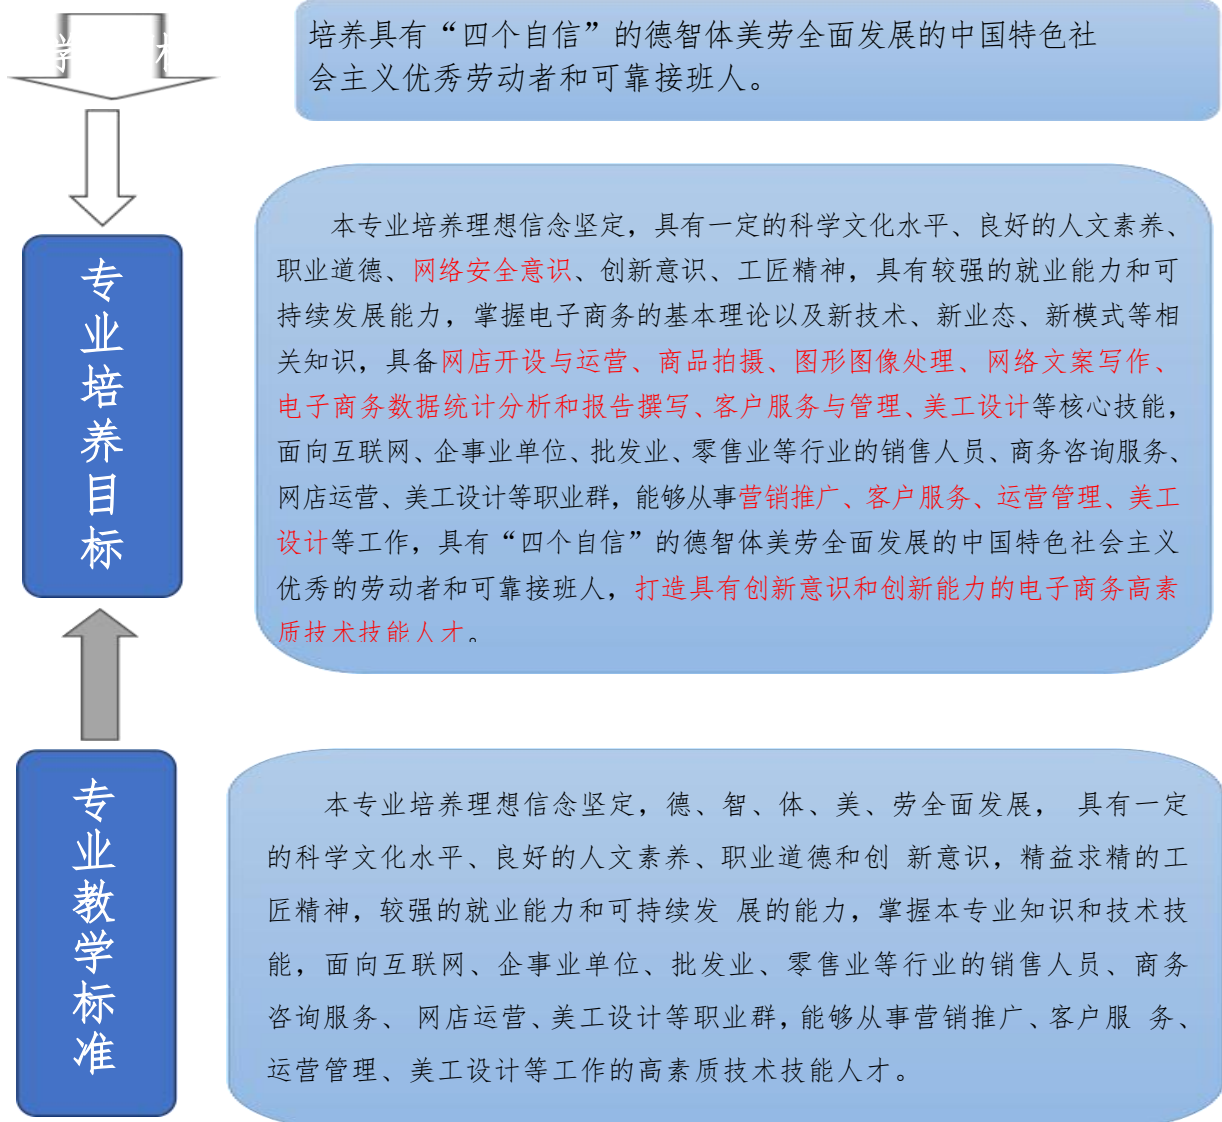 学
培养具有“四个自信”的德智体美劳全面发展的中国特色社
会主义优秀劳动者和可靠接班人。
专业培养目标
本专业培养理想信念坚定，具有一定的科学文化水平、良好的人文素养、
职业道德、网络安全意识、创新意识、工匠精神，具有较强的就业能力和可
持续发展能力，掌握电子商务的基本理论以及新技术、新业态、新模式等相
关知识，具备网店开设与运营、商品拍摄、图形图像处理、网络文案写作、
电子商务数据统计分析和报告撰写、客户服务与管理、美工设计等核心技能，
面向互联网、企事业单位、批发业、零售业等行业的销售人员、商务咨询服务、
网店运营、美工设计等职业群，能够从事营销推广、客户服务、运营管理、美工
设计等工作，具有“四个自信”的德智体美劳全面发展的中国特色社会主义
优秀的劳动者和可靠接班人，打造具有创新意识和创新能力的电子商务高素
质技术技能人才。
专业教学标准
本专业培养理想信念坚定，德、智、体、美、劳全面发展， 具有一定
的科学文化水平、良好的人文素养、职业道德和创 新意识，精益求精的工
匠精神，较强的就业能力和可持续发 展的能力，掌握本专业知识和技术技
能，面向互联网、企事业单位、批发业、零售业等行业的销售人员、商务
咨询服务、 网店运营、美工设计等职业群，能够从事营销推广、客户服 务、
运营管理、美工设计等工作的高素质技术技能人才。